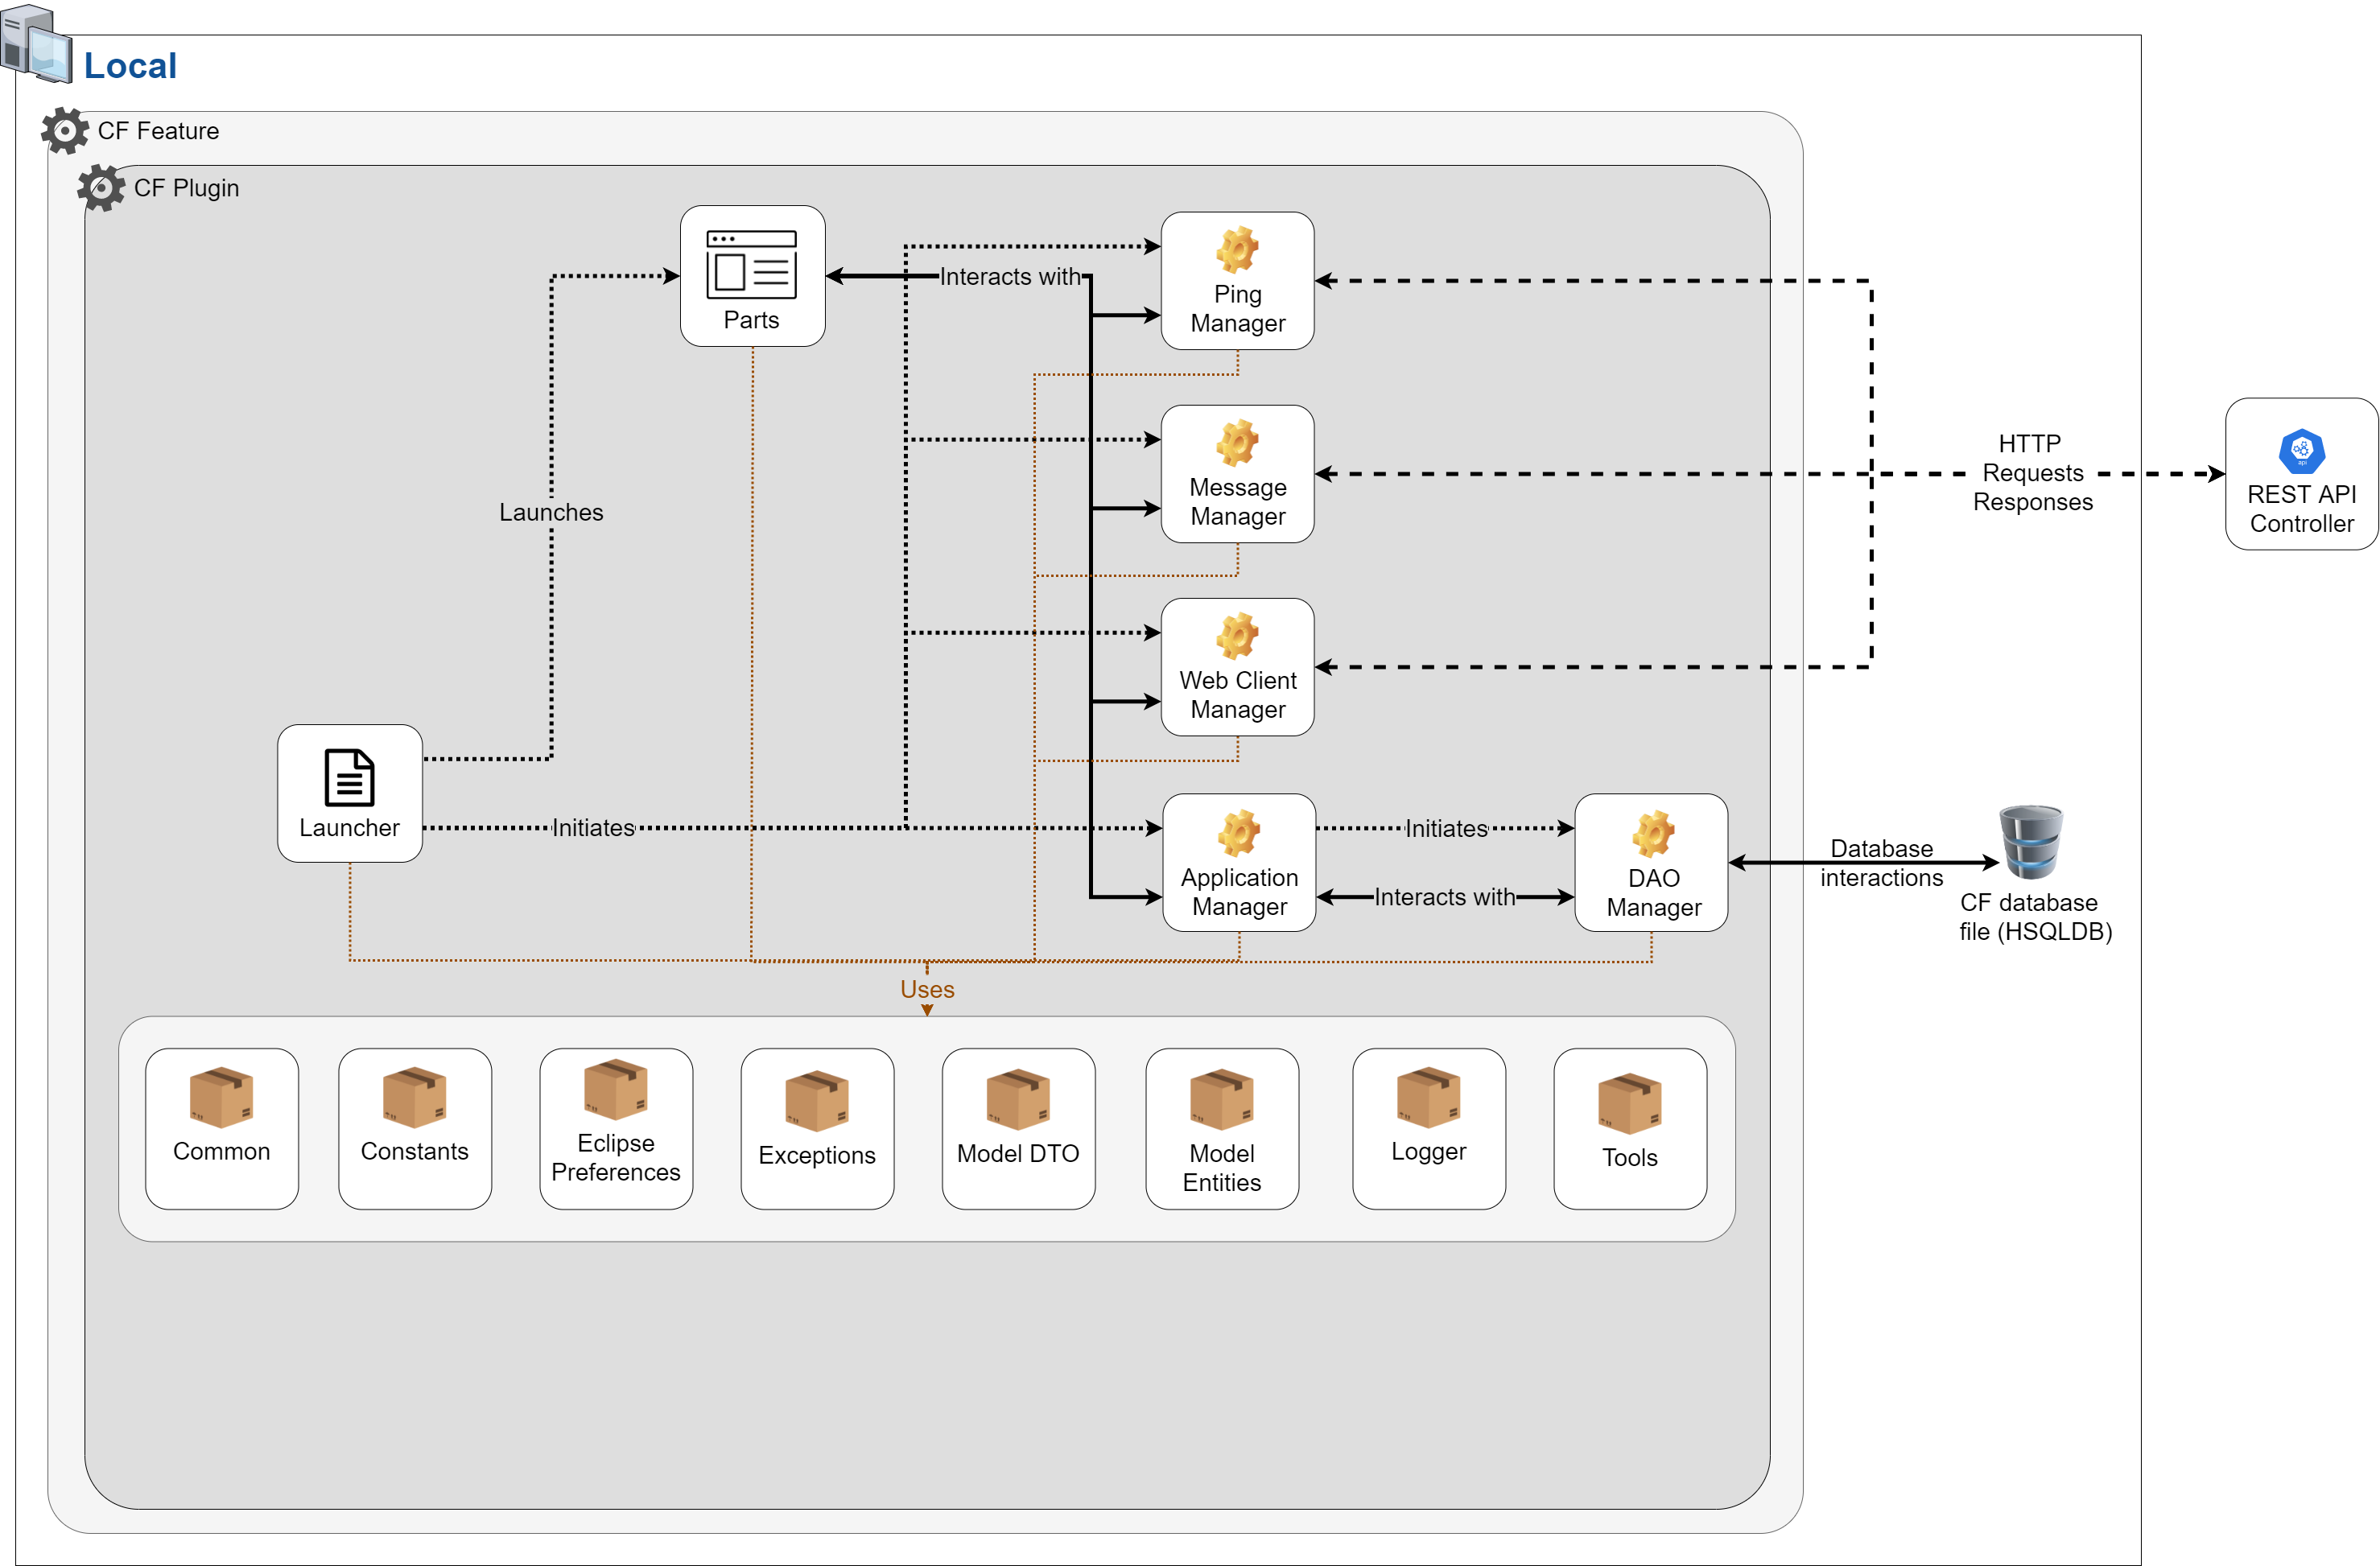 Local
CF Feature
CF Plugin
Parts
Interacts with
Ping
Manager
Launches
Message
Manager
HTTP
Requests
Responses
REST API
Controller
Web Client
Manager
Launcher
Initiates
Application
Manager
Initiates
Interacts with
DAO
Manager
Database
interactions
CF database
file (HSQLDB)
Uses
Common
Constants
Eclipse
Preferences
Exceptions
Model DTO
Model
Entities
Logger
Tools
api